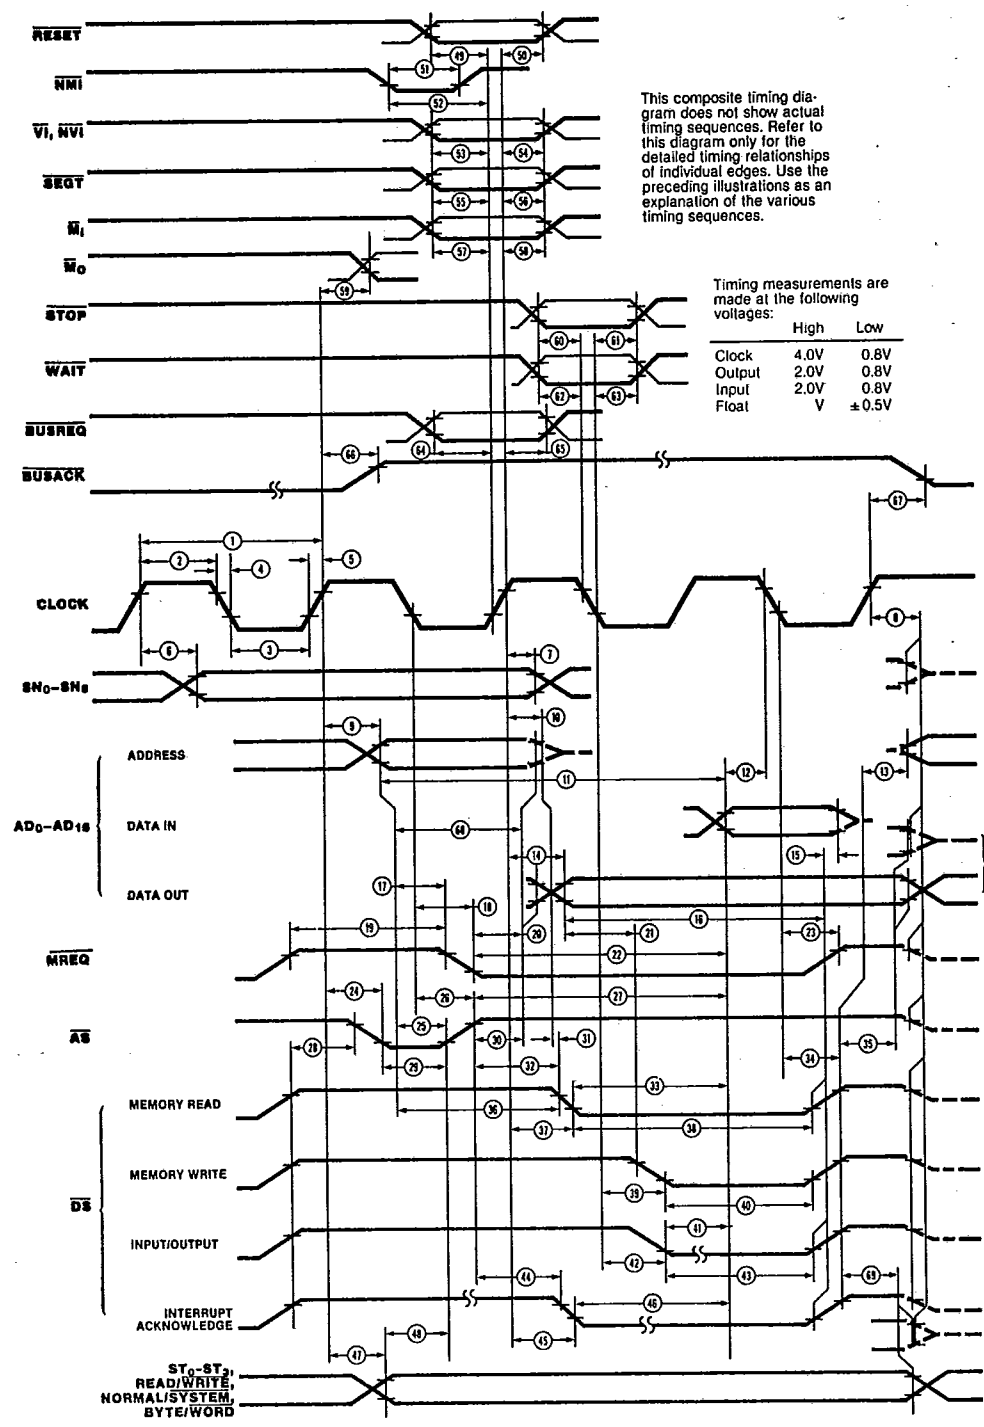 RESET
49
50
NMI
51
52
This composite timing dia-
gram does not show actual
timing sequences. Refer to
this diagram only for the
detailed timing relationships
of individual edges. Use the
preceding illustrations as an
explanation of the various
timing sequences.
VI, NVI
53
54
SEGT
55
56
MI
57
58
MO
59
Timing measurements are
made at the following
voltages:
High Low
Clock 4.0V 0.8V
Output 2.0V 0.8V
Input 2.0V 0.8V
Float V ±0.5V
STOP
60
61
WAIT
62
63
BUSREQ
64
65
66
BUSACK
67
1
2
4
5
CLOCK
8
3
6
7
SN0–SN6
9
10
ADDRESS
11
12
13
AD0–AD15
DATA IN
68
14
15
17
DATA OUT
18
16
19
20
21
MREQ
22
23
24
26
27
AS
25
30
31
28
29
32
34
35
33
MEMORY READ
36
37
38
MEMORY WRITE
39
40
DS
41
INPUT/OUTPUT
42
43
44
69
46
INTERRUPT
ACKNOWLEDGE
48
45
47
ST0–ST3,
READ/WRITE,
NORMAL/SYSTEM,
BYTE/WORD